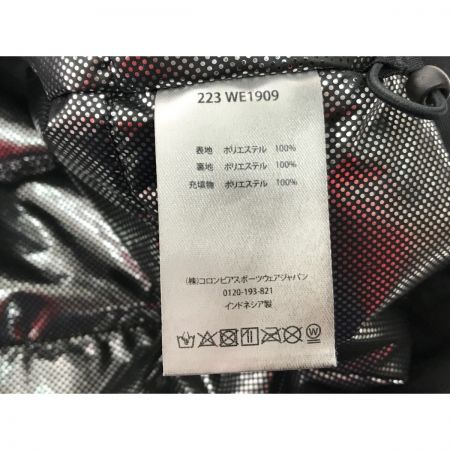 223 WE1909
表地 ポリエステル 100%
裏地 ポリエステル 100%
充填物 ポリエステル 100%
(株)コロンビアスポーツウェアジャパン
0120-193-821
インドネシア製